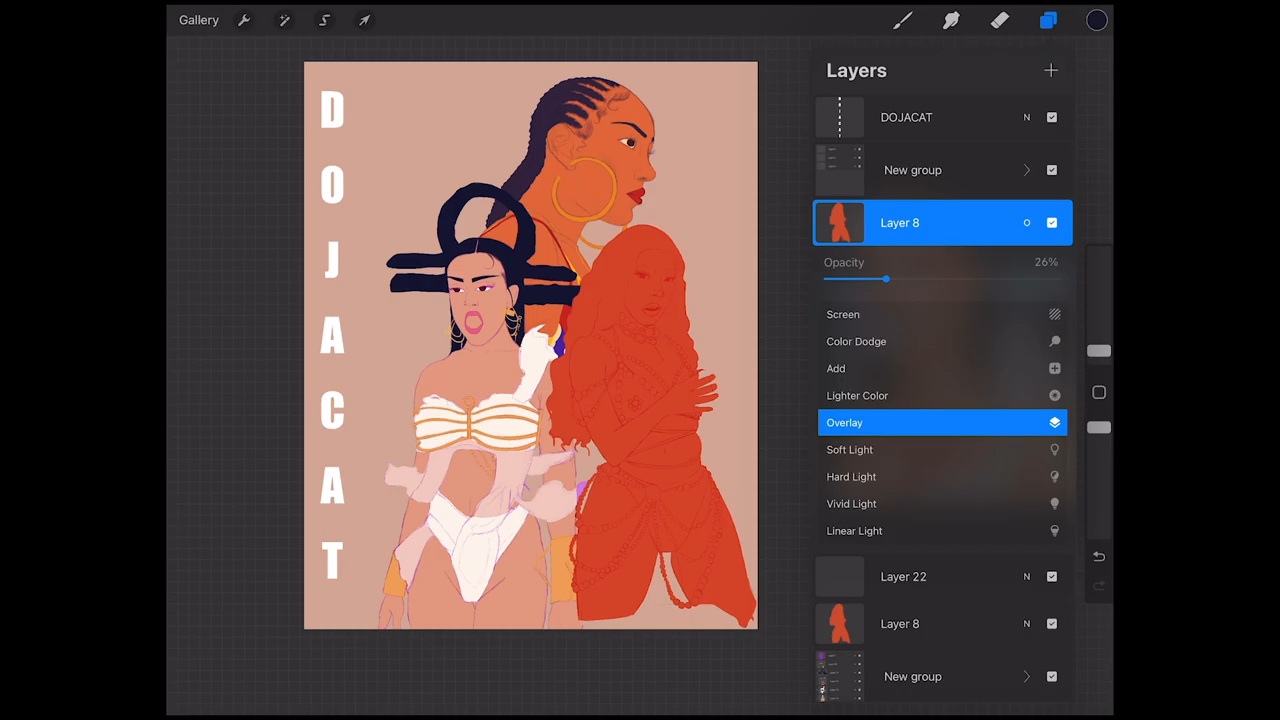 Gallery
D
O
J
A
C
A
T
Layers
DOJACAT N
New group
Layer 8 O
Opacity 26%
Screen
Color Dodge
Add
Lighter Color
Overlay
Soft Light
Hard Light
Vivid Light
Linear Light
Layer 22 N
Layer 8 N
New group